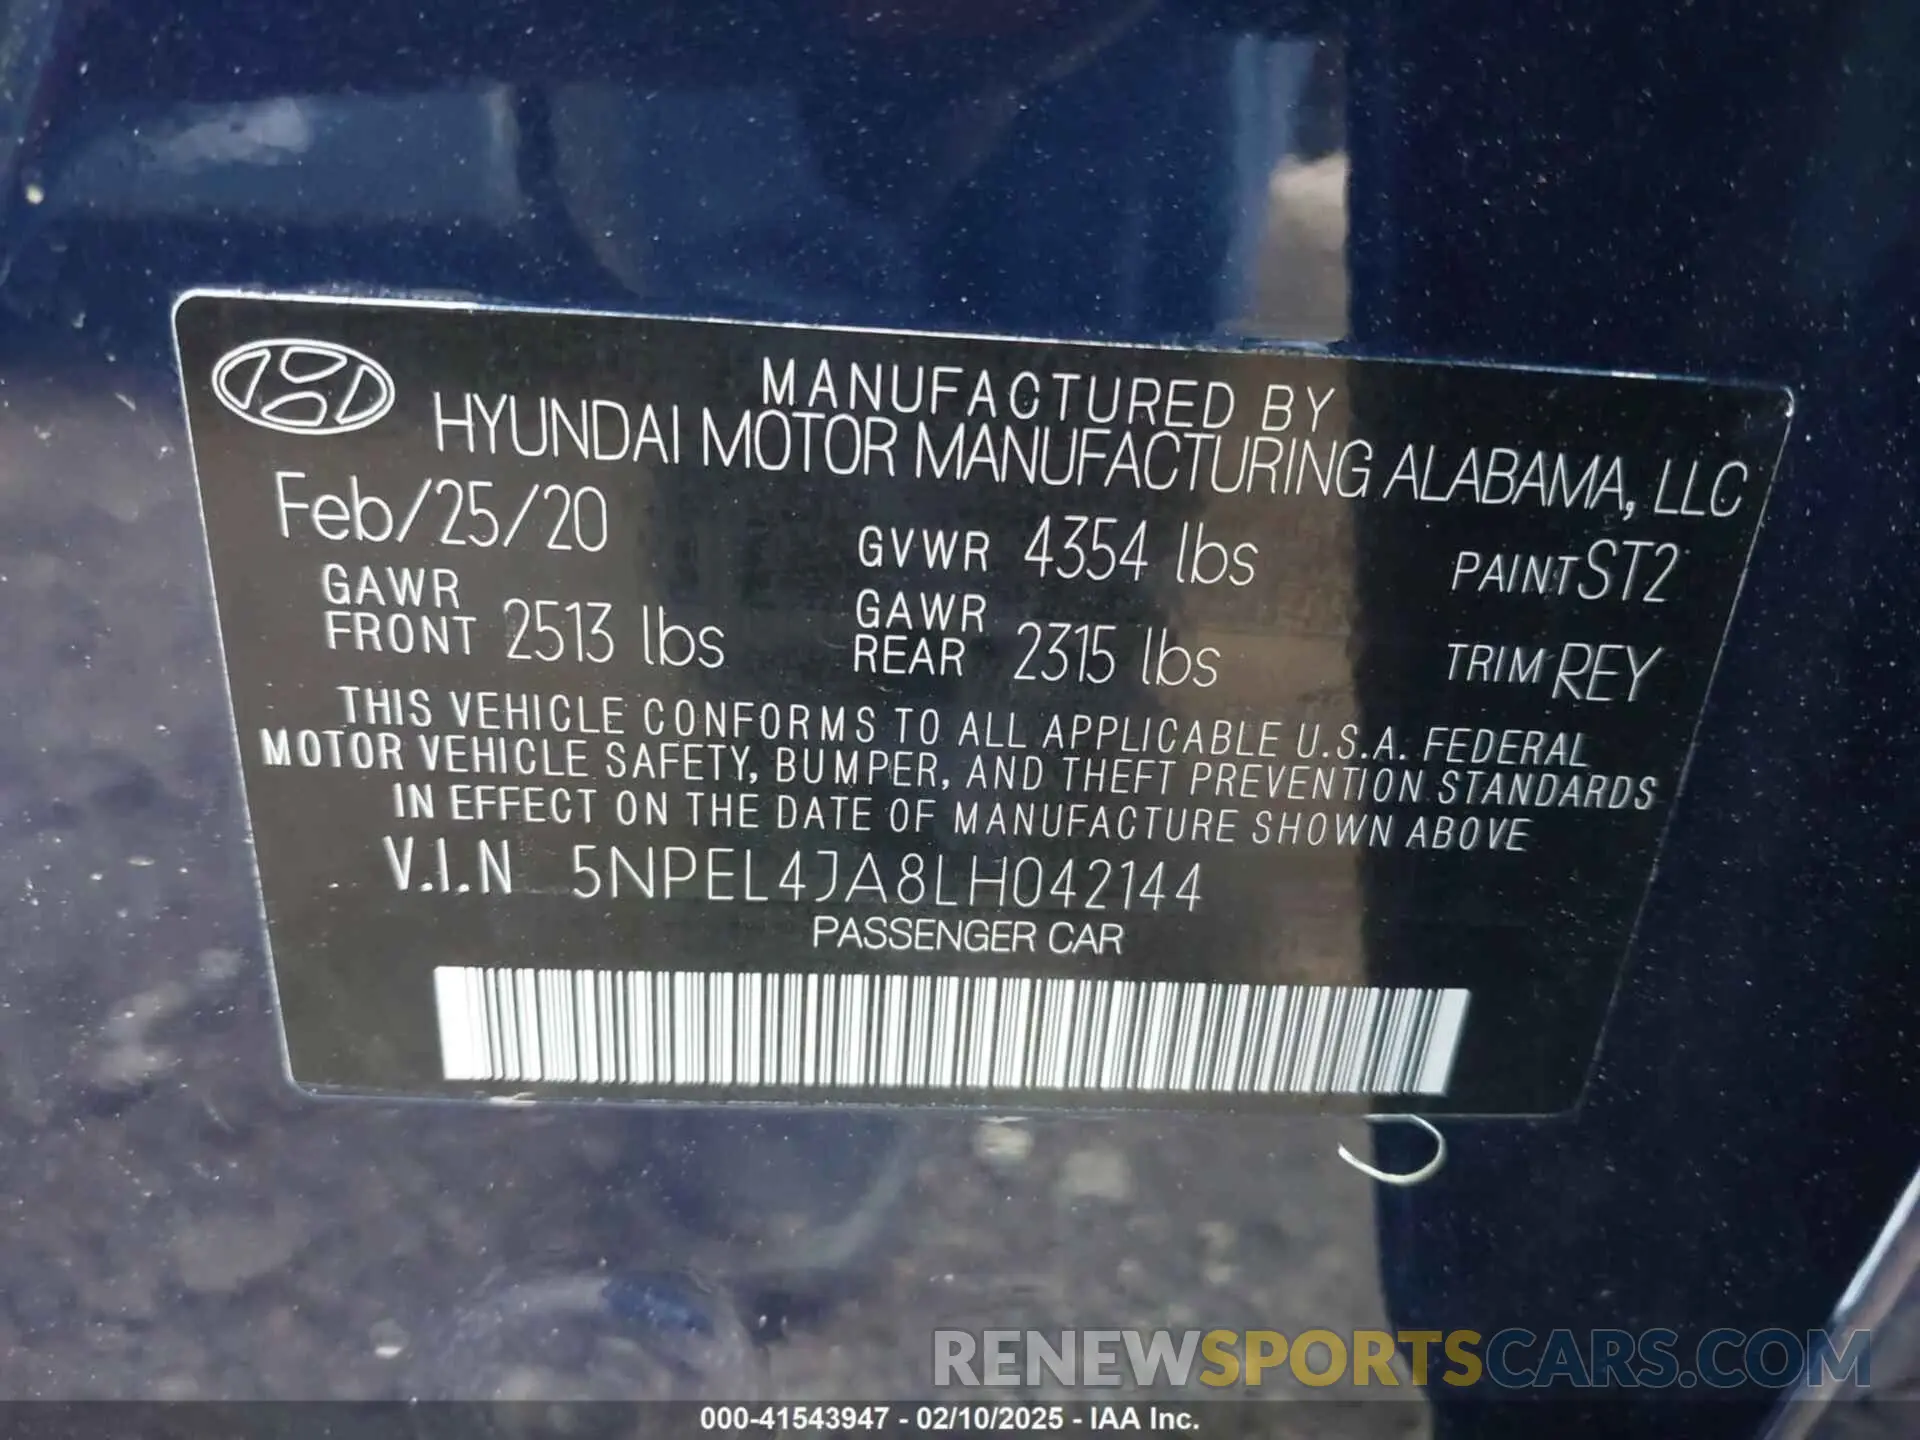 MANUFACTURED BY
HYUNDAI MOTOR MANUFACTURING ALABAMA, LLC
Feb/25/20
GVWR 4354 lbs
PAINT ST2
GAWR FRONT 2513 lbs
GAWR REAR 2315 lbs
TRIM REY
THIS VEHICLE CONFORMS TO ALL APPLICABLE U.S.A. FEDERAL
MOTOR VEHICLE SAFETY, BUMPER, AND THEFT PREVENTION STANDARDS
IN EFFECT ON THE DATE OF MANUFACTURE SHOWN ABOVE
V.I.N 5NPEL4JA8LH042144
PASSENGER CAR
RENEWSPORTSCARS.COM
000-41543947 - 02/10/2025 - IAA Inc.